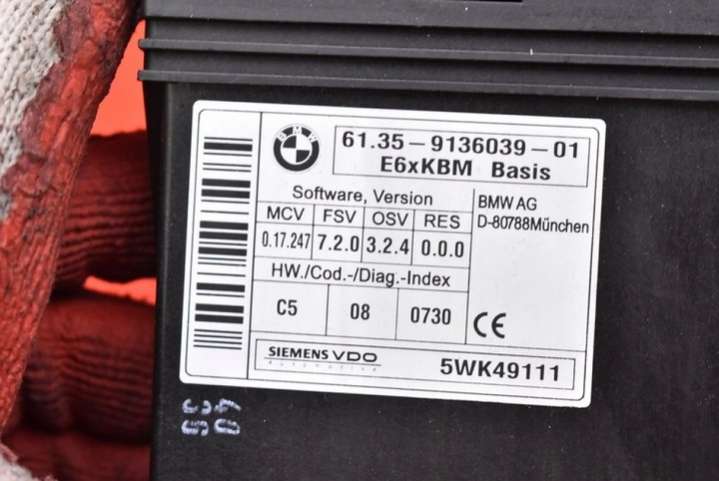 BMW
61.35-9136039-01
E6xKBM Basis
Software, Version
MCV FSV OSV RES
0.17.247 7.2.0 3.2.4 0.0.0
HW./Cod.-/Diag.-Index
C5 08 0730
BMW AG
D-80788München
CE
SIEMENS VDO
AUTOMOTIVE
5WK49111